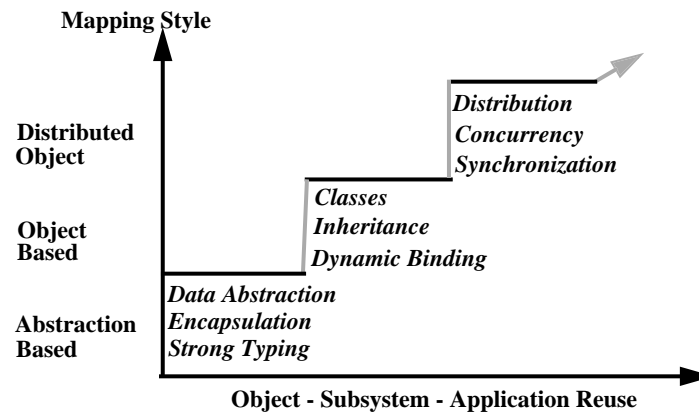 Mapping Style
Distribution
Concurrency
Synchronization
Distributed
Object
Classes
Inheritance
Dynamic Binding
Object
Based
Data Abstraction
Encapsulation
Strong Typing
Abstraction
Based
Object - Subsystem - Application Reuse